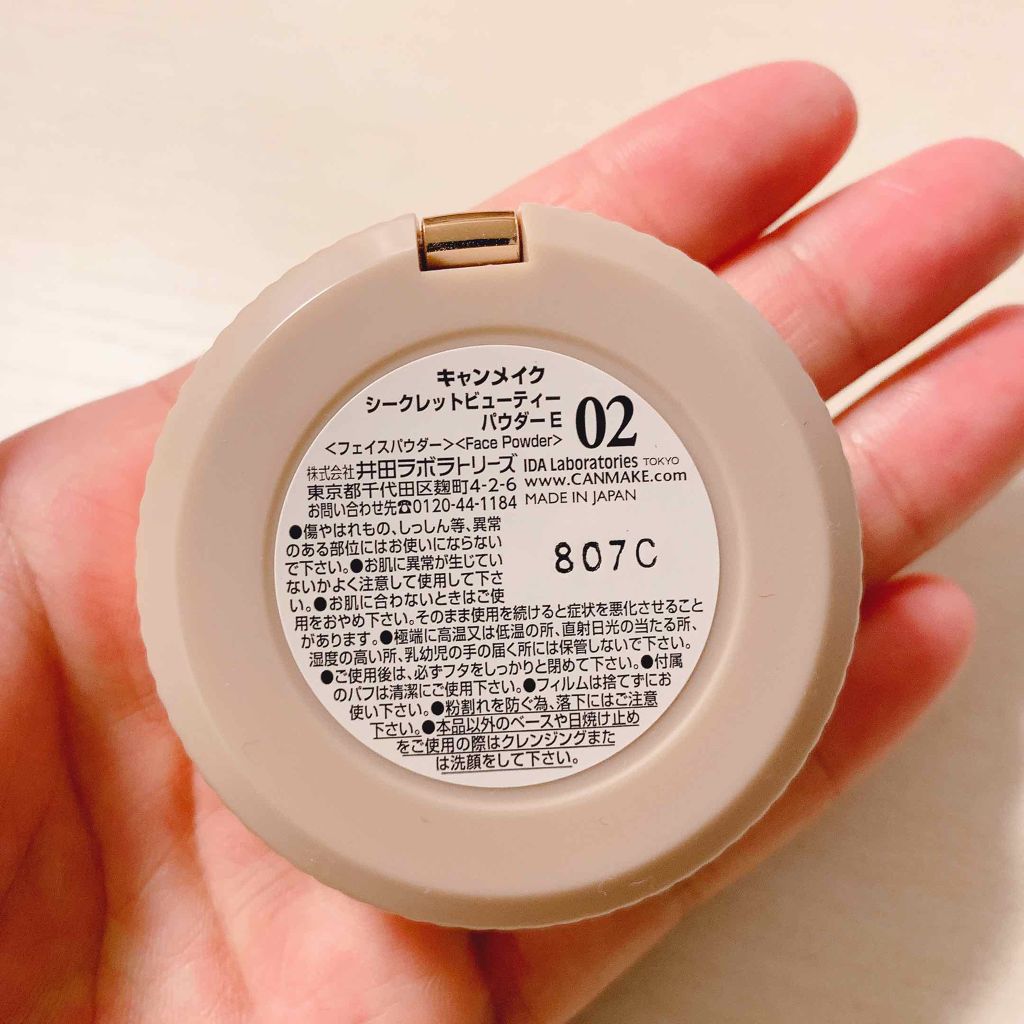 キャンメイク
シークレットビューティー
パウダー E
02
<フェイスパウダー><Face Powder>
株式会社 井田ラボラトリーズ IDA Laboratories TOKYO
東京都千代田区麹町4-2-6 www.CANMAKE.com
お問い合わせ先☎0120-44-1184 MADE IN JAPAN
●傷やはれもの、しっしん等、異常
のある部位にはお使いにならない
で下さい。●お肌に異常が生じてい
ないかよく注意して使用して下さ
い。●お肌に合わないときはご使
807C
用をおやめ下さい。そのまま使用を続けると症状を悪化させること
があります。●極端に高温又は低温の所、直射日光の当たる所、
湿度の高い所、乳幼児の手の届く所には保管しないで下さい。
●ご使用後は、必ずフタをしっかりと閉めて下さい。●付属
のパフは清潔にご使用下さい。●フィルムは捨てずにお
使い下さい。●粉割れを防ぐ為、落下にはご注意
下さい。●本品以外のベースや日焼け止め
をご使用の際はクレンジングまた
は洗顔をして下さい。